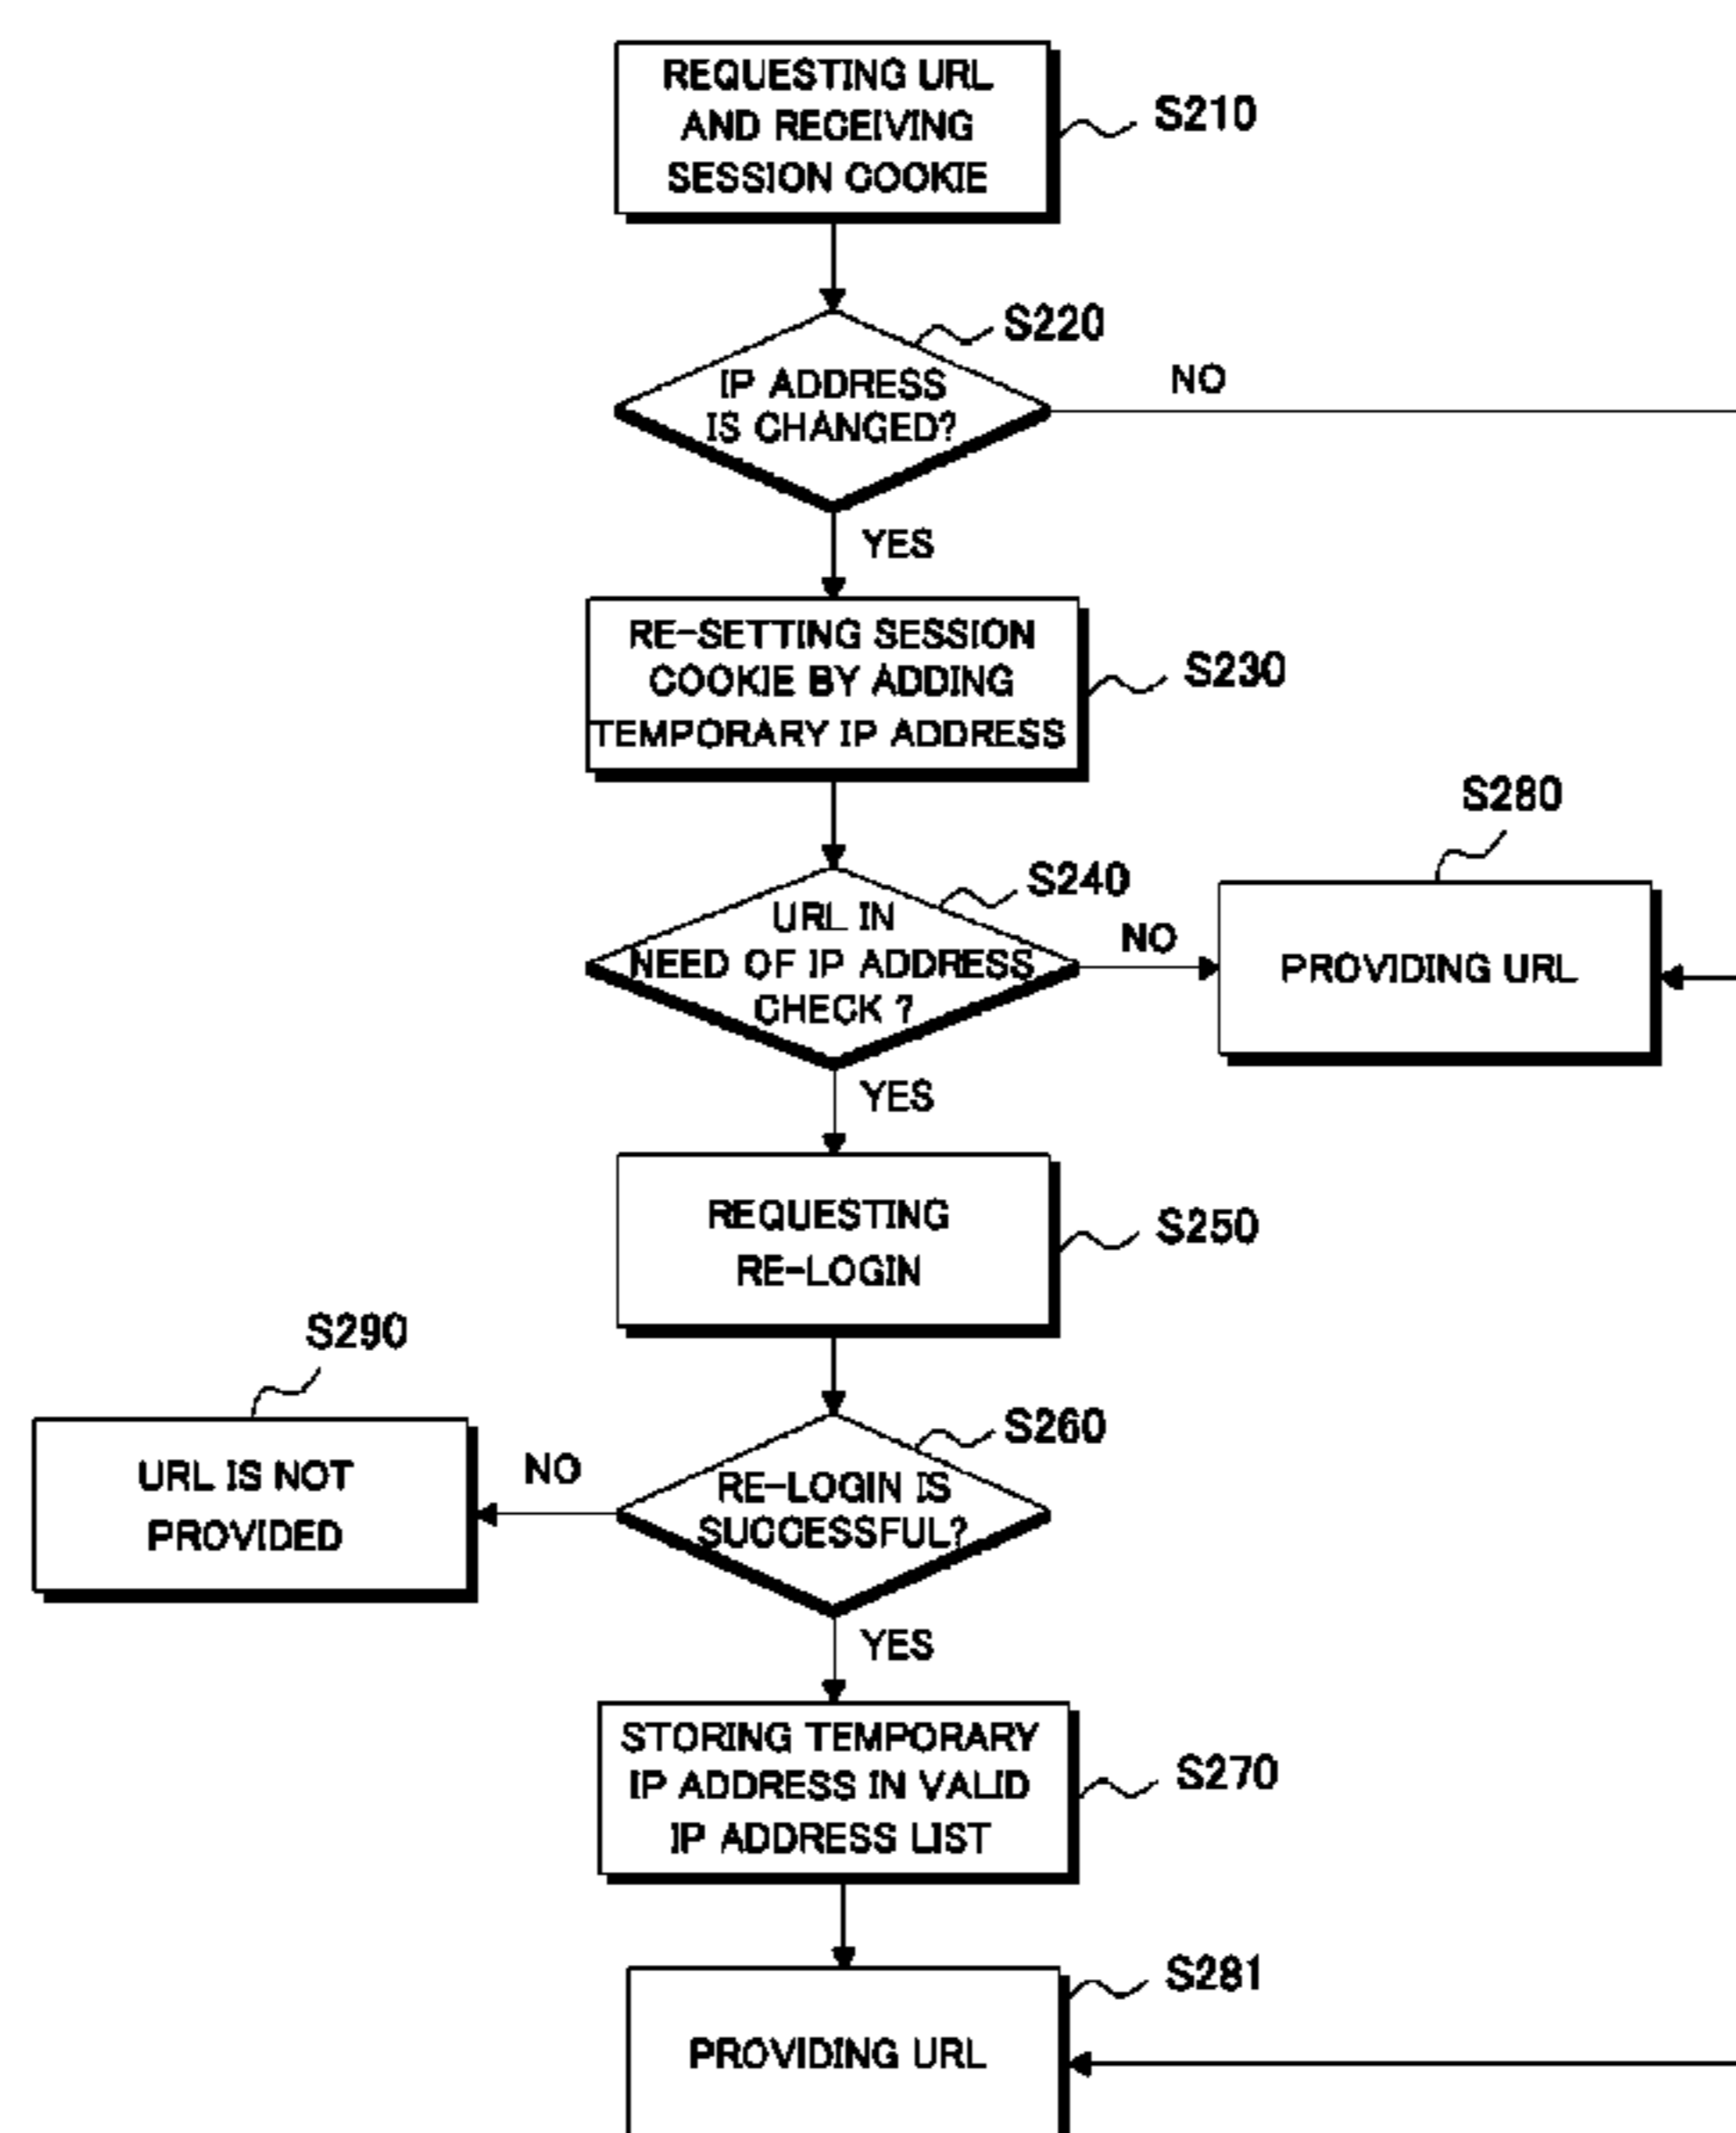 REQUESTING URL
AND RECEIVING
SESSION COOKIE
S210
S220
IP ADDRESS
IS CHANGED?
NO
YES
RE-SETTING SESSION
COOKIE BY ADDING
TEMPORARY IP ADDRESS
S230
S240
URL IN
NEED OF IP ADDRESS
CHECK ?
NO
S280
PROVIDING URL
YES
REQUESTING
RE-LOGIN
S250
S260
RE-LOGIN IS
SUCCESSFUL?
NO
S290
URL IS NOT
PROVIDED
YES
STORING TEMPORARY
IP ADDRESS IN VALID
IP ADDRESS LIST
S270
S281
PROVIDING URL